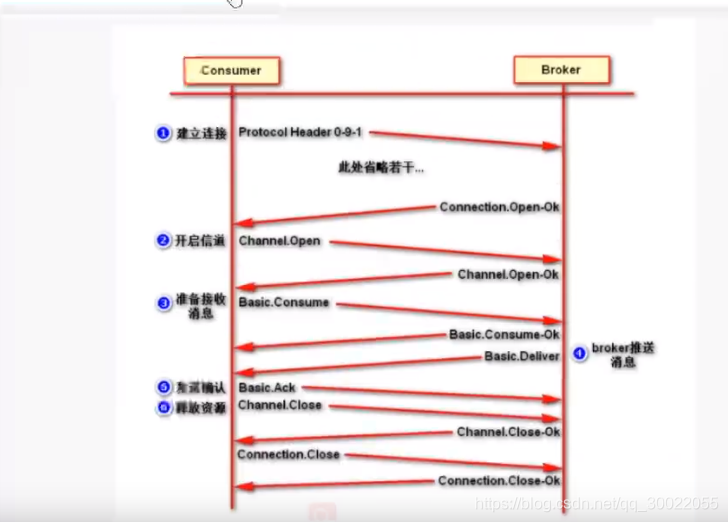 Consumer
Broker
1 建立连接
Protocol Header 0-9-1
此处省略若干...
Connection.Open-Ok
2 开启信道
Channel.Open
Channel.Open-Ok
3 准备接收
消息
Basic.Consume
Basic.Consume-Ok
Basic.Deliver
4 broker推送
消息
5 发送确认
Basic.Ack
6 释放资源
Channel.Close
Channel.Close-Ok
Connection.Close
Connection.Close-Ok
https://blog.csdn.net/qq_30022055